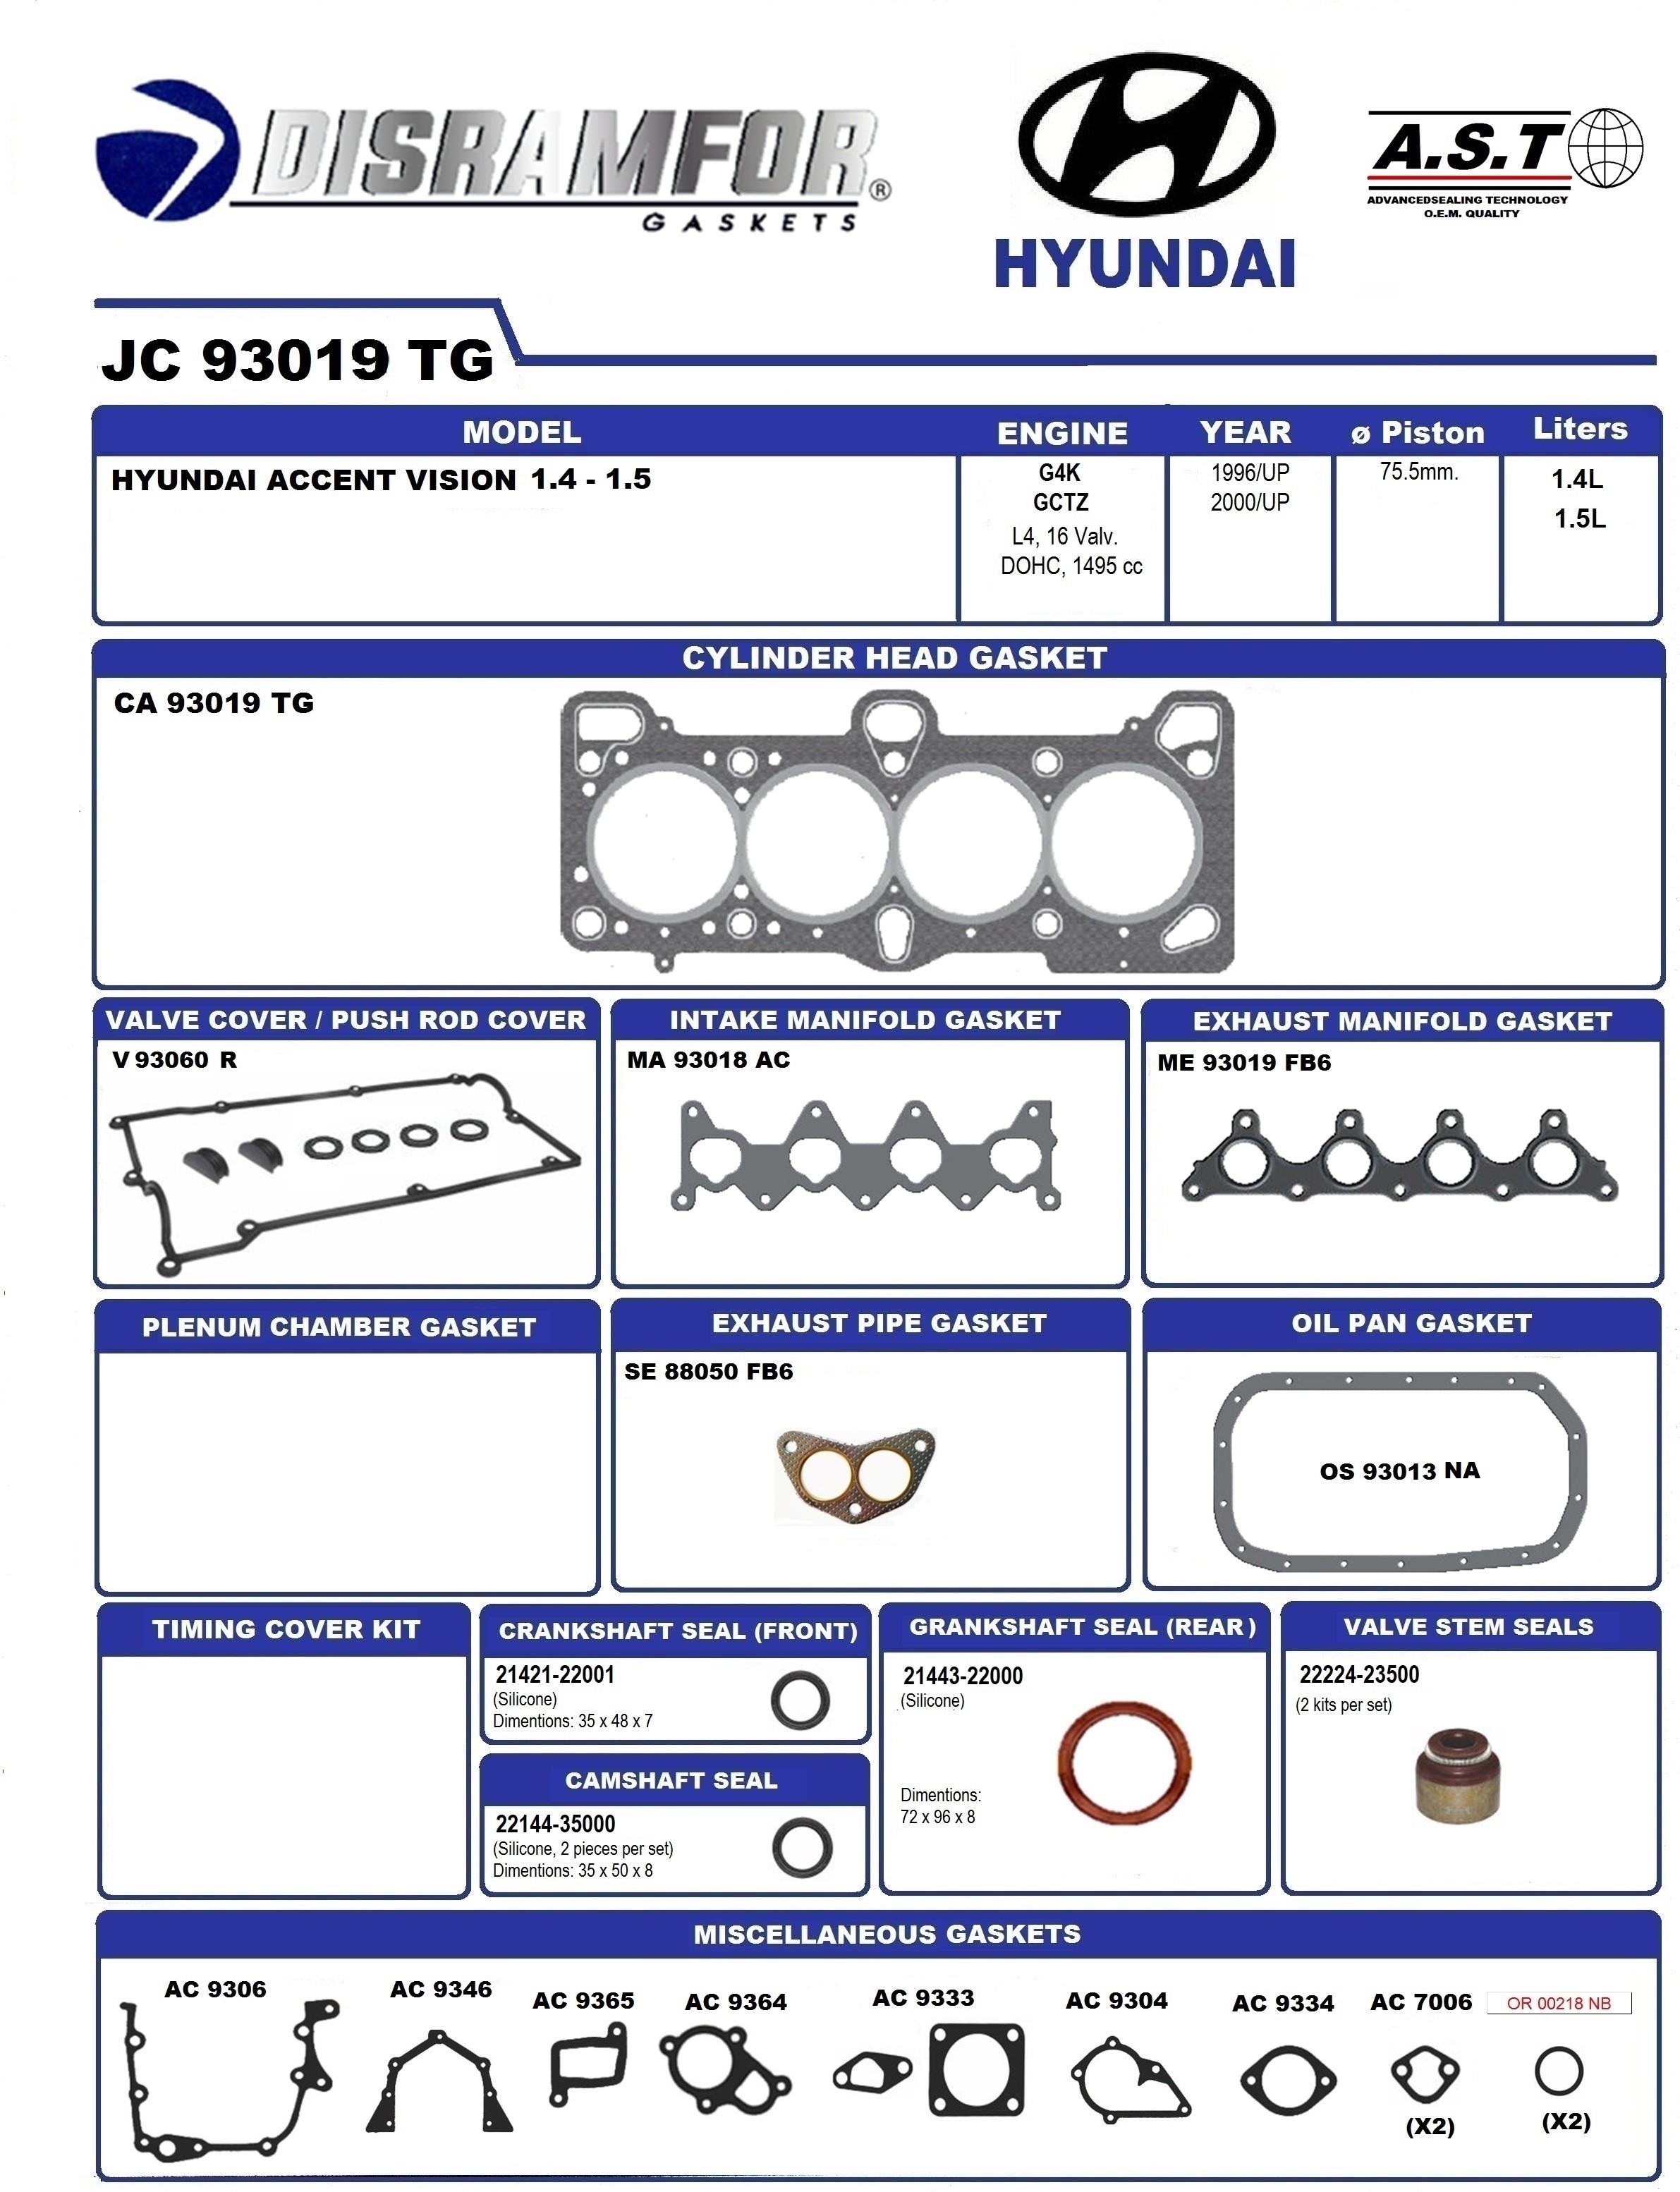 DISRAMFOR®
GASKETS
HYUNDAI
A.S.T
ADVANCEDSEALING TECHNOLOGY
O.E.M. QUALITY
JC 93019 TG
MODEL ENGINE YEAR ø Piston Liters
HYUNDAI ACCENT VISION 1.4 - 1.5
G4K
GCTZ
L4, 16 Valv.
DOHC, 1495 cc
1996/UP
2000/UP
75.5mm.
1.4L
1.5L
CYLINDER HEAD GASKET
CA 93019 TG
VALVE COVER / PUSH ROD COVER
V 93060 R
INTAKE MANIFOLD GASKET
MA 93018 AC
EXHAUST MANIFOLD GASKET
ME 93019 FB6
PLENUM CHAMBER GASKET
EXHAUST PIPE GASKET
SE 88050 FB6
OIL PAN GASKET
OS 93013 NA
TIMING COVER KIT
CRANKSHAFT SEAL (FRONT)
21421-22001
(Silicone)
Dimentions: 35 x 48 x 7
CAMSHAFT SEAL
22144-35000
(Silicone, 2 pieces per set)
Dimentions: 35 x 50 x 8
GRANKSHAFT SEAL (REAR)
21443-22000
(Silicone)
Dimentions:
72 x 96 x 8
VALVE STEM SEALS
22224-23500
(2 kits per set)
MISCELLANEOUS GASKETS
AC 9306
AC 9346
AC 9365
AC 9364
AC 9333
AC 9304
AC 9334
AC 7006
OR 00218 NB
(X2)
(X2)